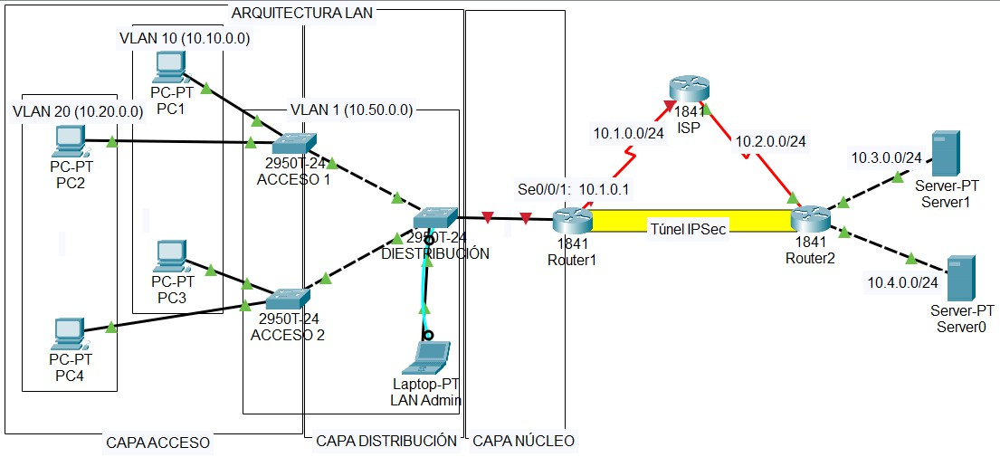 ARQUITECTURA LAN
VLAN 10 (10.10.0.0)
PC-PT
PC1
VLAN 20 (10.20.0.0)
PC-PT
PC2
VLAN 1 (10.50.0.0)
2950T-24
ACCESO 1
1841
ISP
10.1.0.0/24
10.2.0.0/24
10.3.0.0/24
Server-PT
Server1
Se0/0/1: 10.1.0.1
2950T-24
DIESTRIBUCIÓN
1841
Router1
Túnel IPSec
1841
Router2
10.4.0.0/24
Server-PT
Server0
PC-PT
PC3
2950T-24
ACCESO 2
PC-PT
PC4
Laptop-PT
LAN Admin
CAPA ACCESO
CAPA DISTRIBUCIÓN
CAPA NÚCLEO